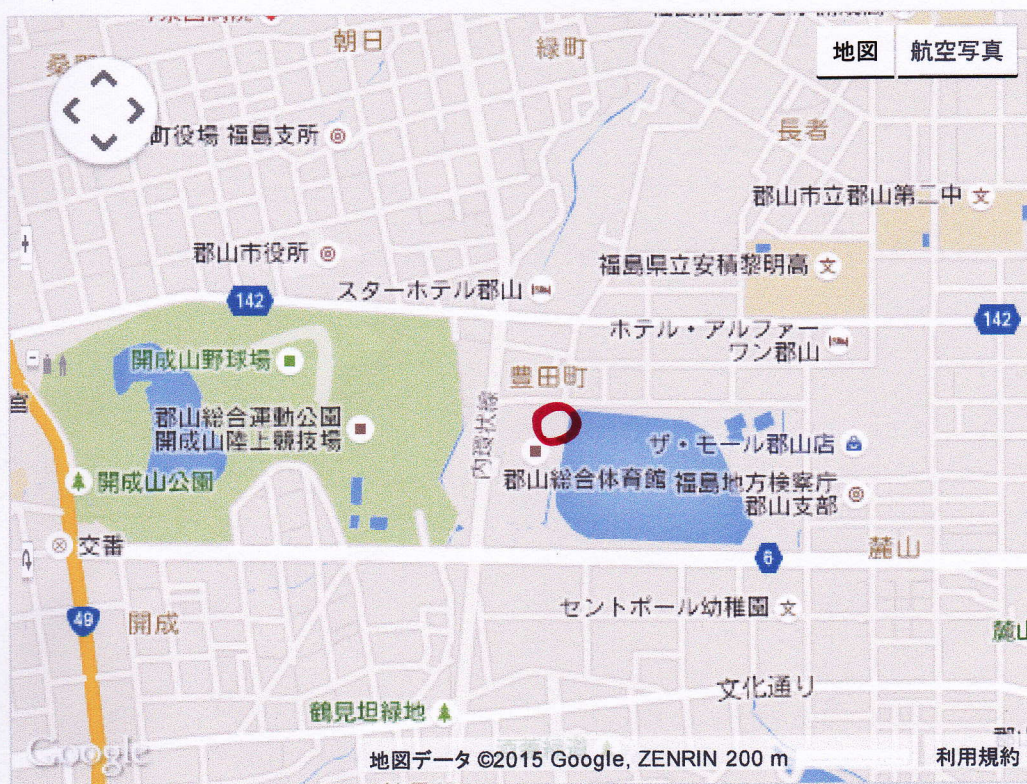 朝日
緑町
地図
航空写真
町役場 福島支所
長者
郡山市立郡山第二中
文
郡山市役所
福島県立安積黎明高
文
スターホテル郡山
142
142
ホテル・アルファー
ワン郡山
開成山野球場
豊田町
郡山総合運動公園
開成山陸上競技場
内環状線
ザ・モール郡山店
郡山総合体育館
福島地方検察庁
郡山支部
開成山公園
交番
6
麓山
セントポール幼稚園
文
49
開成
麓山
文化通り
鶴見坦緑地
Google
地図データ ©2015 Google, ZENRIN 200 m
利用規約